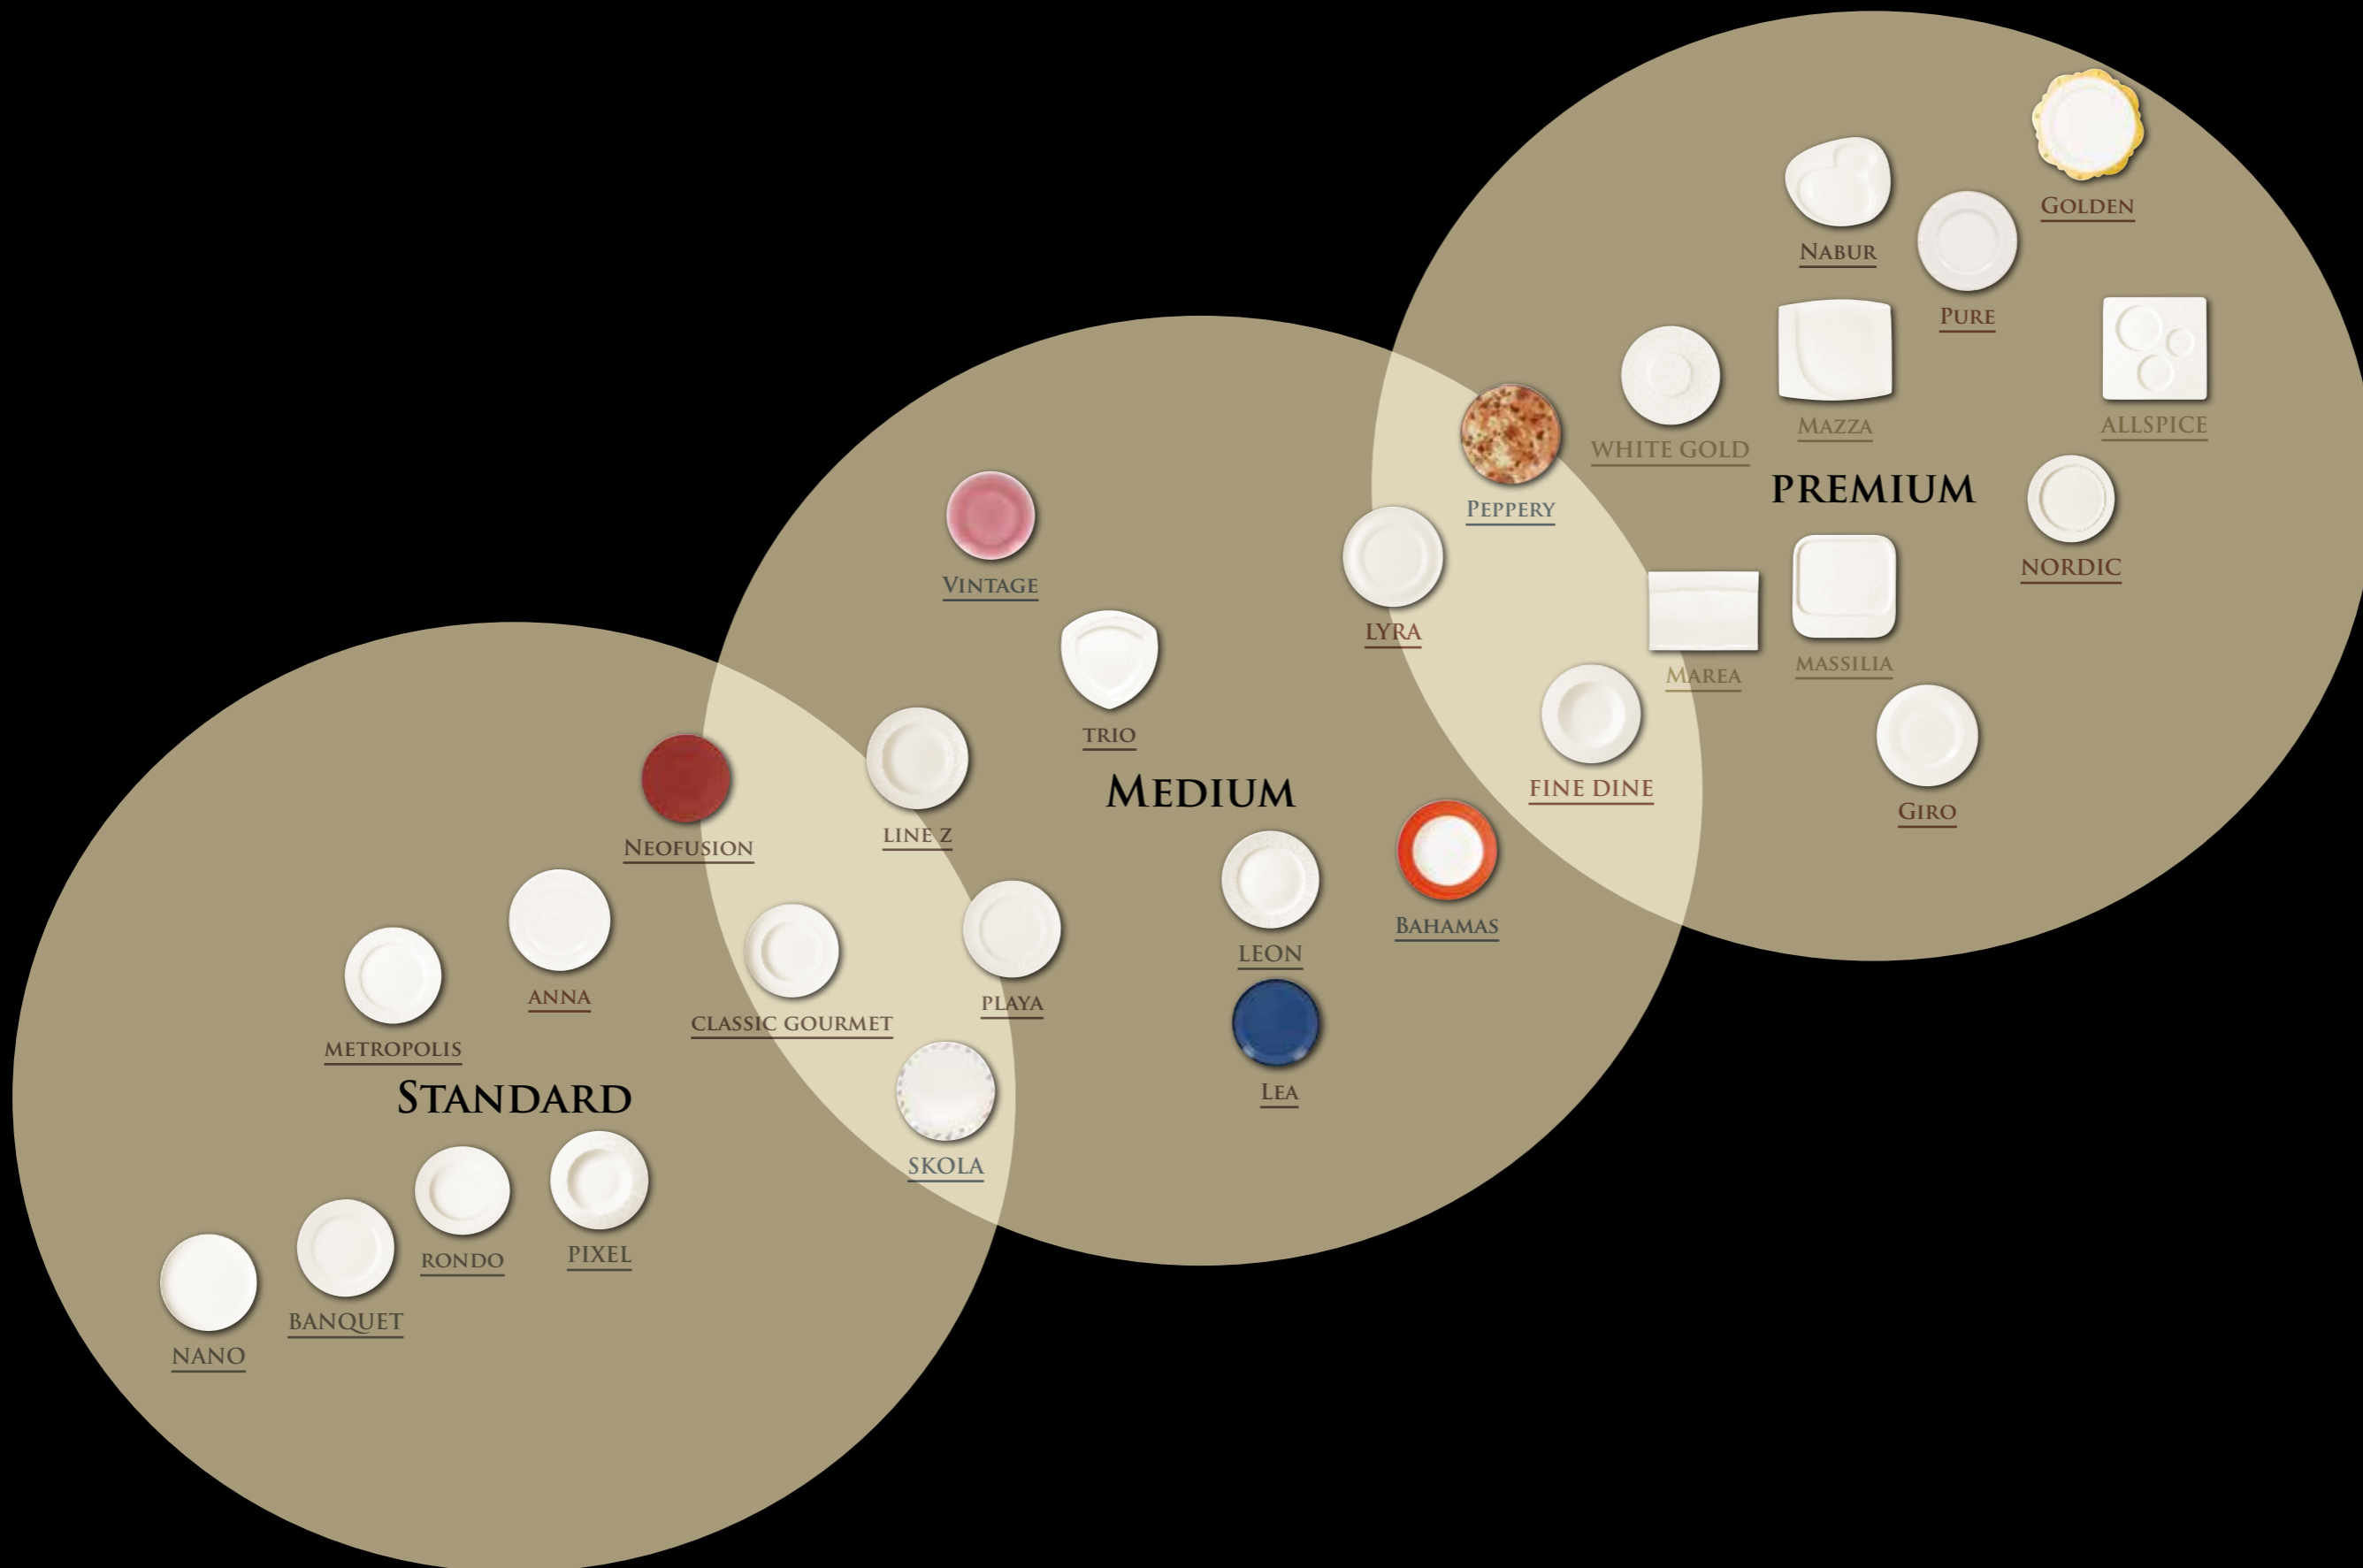 Golden
Nabur
Pure
White Gold
Mazza
Allspice
Premium
Peppery
Nordic
Vintage
Lyra
Marea
Massilia
Trio
Fine Dine
Giro
Medium
Neofusion
Line Z
Bahamas
Leon
Anna
Playa
Classic Gourmet
Metropolis
Lea
Standard
Skola
Pixel
Rondo
Banquet
Nano